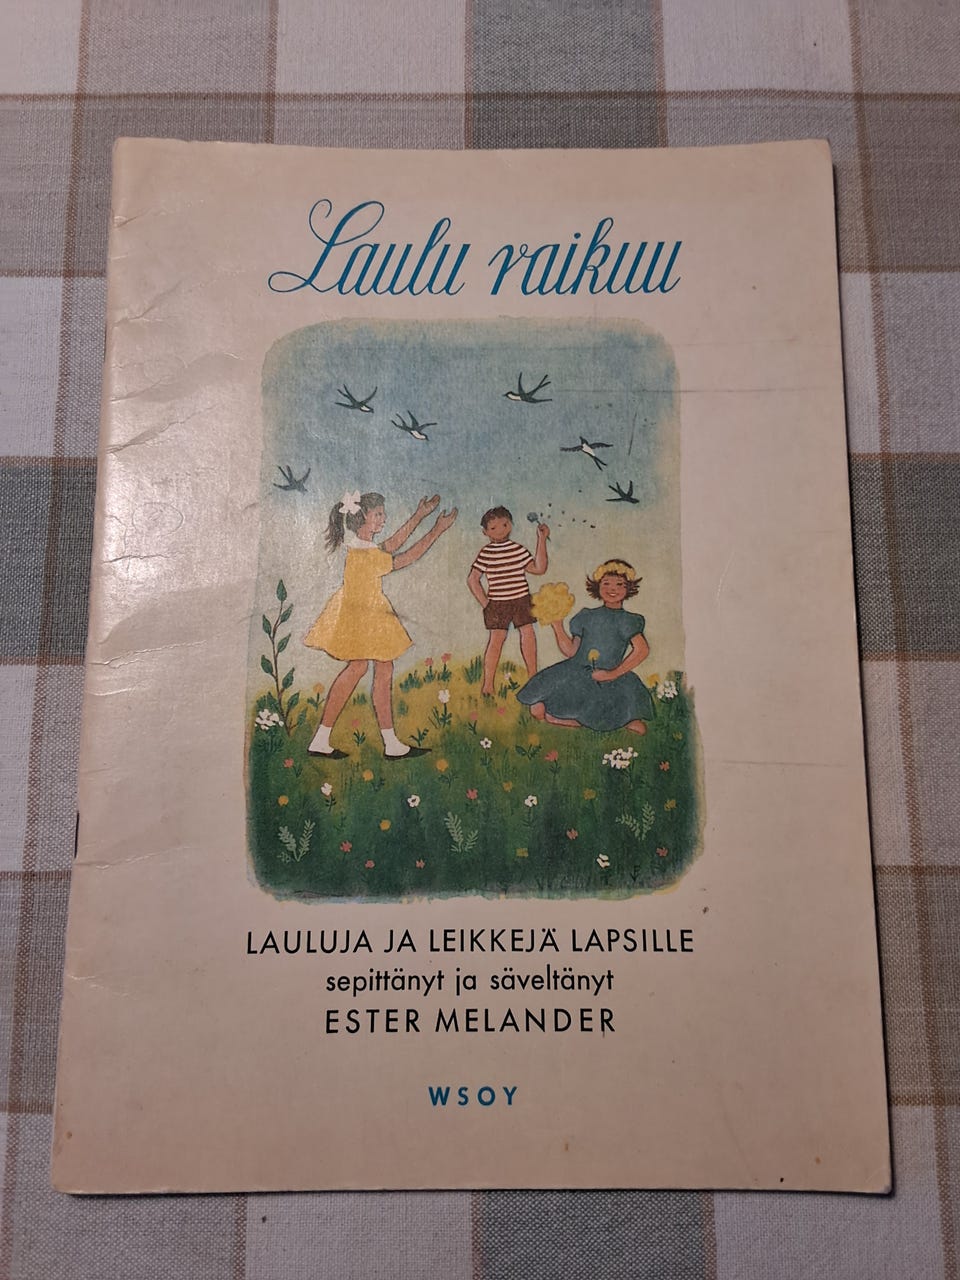 Laulu raikuu
LAULUJA JA LEIKKEJÄ LAPSILLE
sepittänyt ja säveltänyt
ESTER MELANDER
WSOY